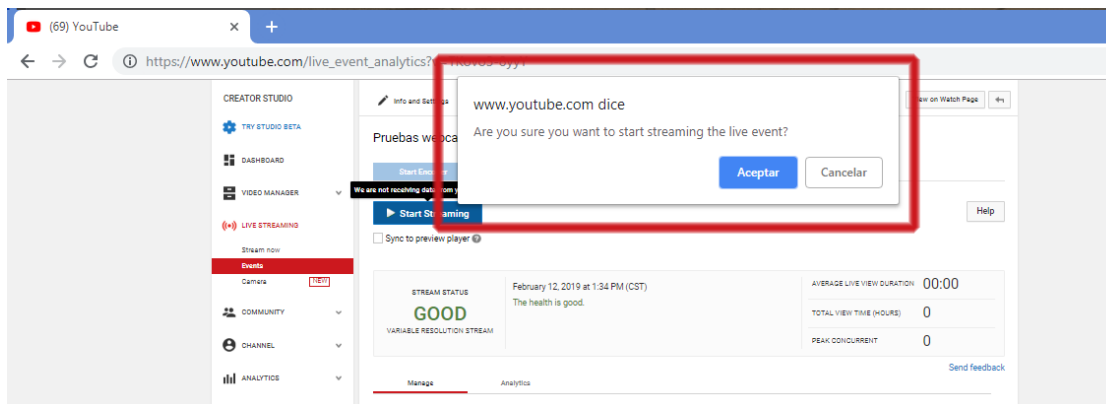 (69) YouTube
https://www.youtube.com/live_event_analytics?v=
CREATOR STUDIO
TRY STUDIO BETA
DASHBOARD
VIDEO MANAGER
LIVE STREAMING
Stream now
Events
Camera NEW
COMMUNITY
CHANNEL
ANALYTICS
Info and Settings
View on Watch Page
Pruebas webca
www.youtube.com dice
Are you sure you want to start streaming the live event?
Aceptar Cancelar
Start Encoder
We are not receiving data from y
Start Streaming
Help
Sync to preview player
STREAM STATUS
GOOD
VARIABLE RESOLUTION STREAM
February 12, 2019 at 1:34 PM (CST)
The health is good.
AVERAGE LIVE VIEW DURATION 00:00
TOTAL VIEW TIME (HOURS) 0
PEAK CONCURRENT 0
Send feedback
Manage Analytics